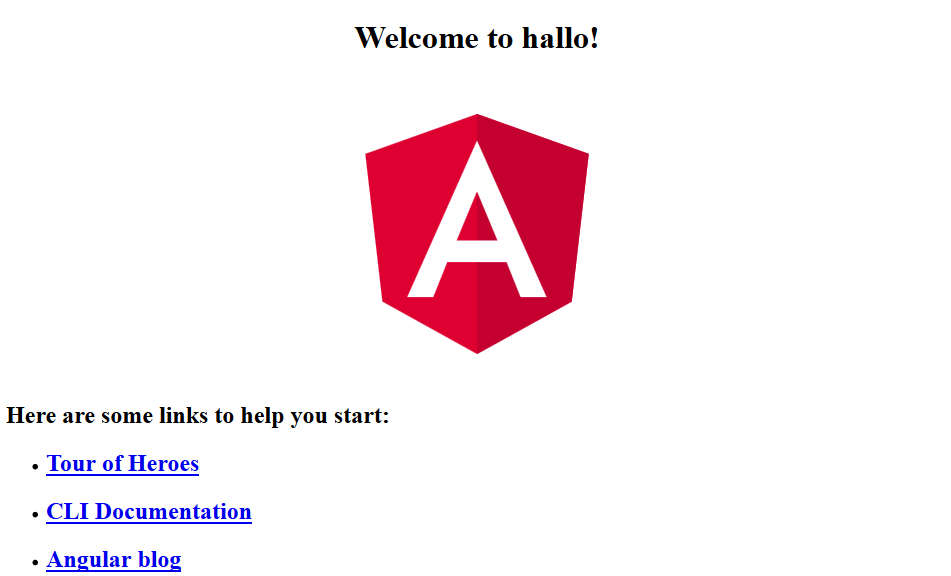 Welcome to hallo!
A
Here are some links to help you start:
Tour of Heroes
CLI Documentation
Angular blog